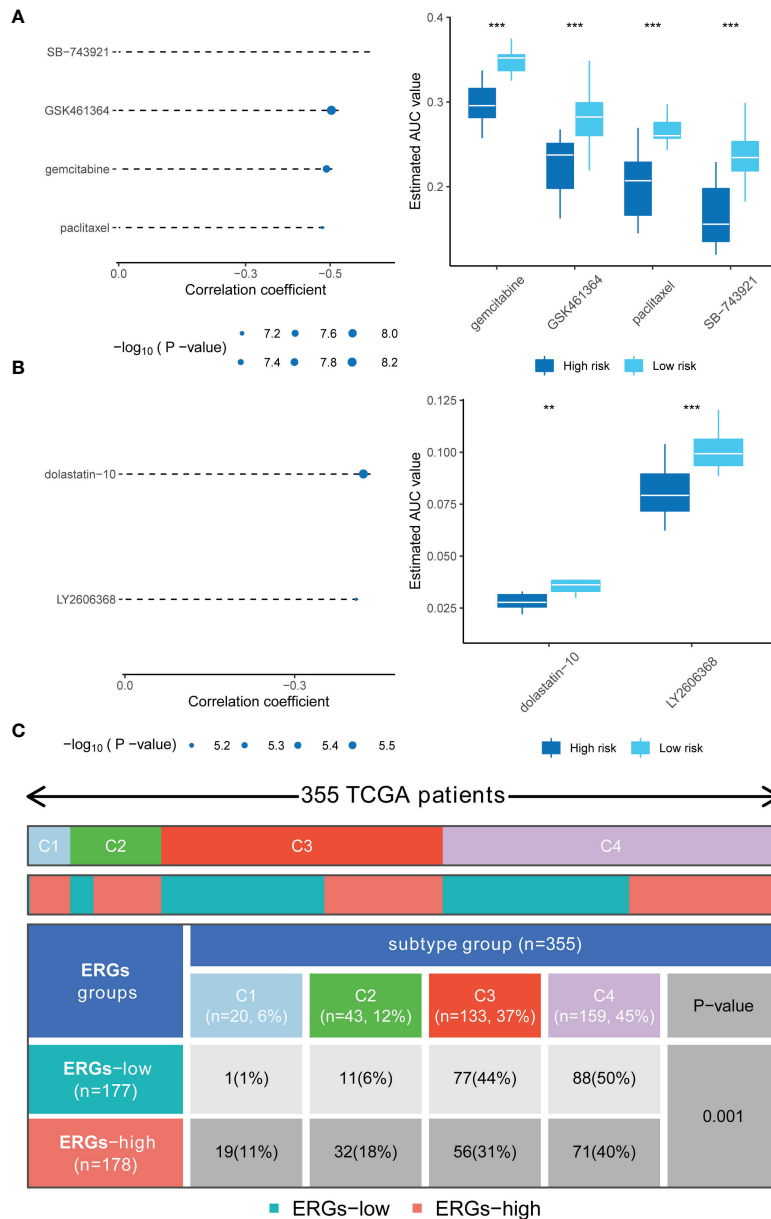 A
SB−743921
GSK461364
gemcitabine
paclitaxel
0.0
−0.3
−0.5
Correlation coefficient
−log10 ( P −value)
7.2
7.6
8.0
7.4
7.8
8.2
Estimated AUC value
0.4
0.3
0.2
***
***
***
***
gemcitabine
GSK461364
paclitaxel
SB−743921
High risk
Low risk
B
dolastatin−10
LY2606368
0.0
−0.3
Correlation coefficient
−log10 ( P −value)
5.2
5.3
5.4
5.5
Estimated AUC value
0.125
0.100
0.075
0.050
0.025
**
***
dolastatin−10
LY2606368
High risk
Low risk
C
355 TCGA patients
C1
C2
C3
C4
ERGs
groups
subtype group (n=355)
C1
(n=20, 6%)
C2
(n=43, 12%)
C3
(n=133, 37%)
C4
(n=159, 45%)
P−value
ERGs−low
(n=177)
1(1%)
11(6%)
77(44%)
88(50%)
0.001
ERGs−high
(n=178)
19(11%)
32(18%)
56(31%)
71(40%)
ERGs−low
ERGs−high